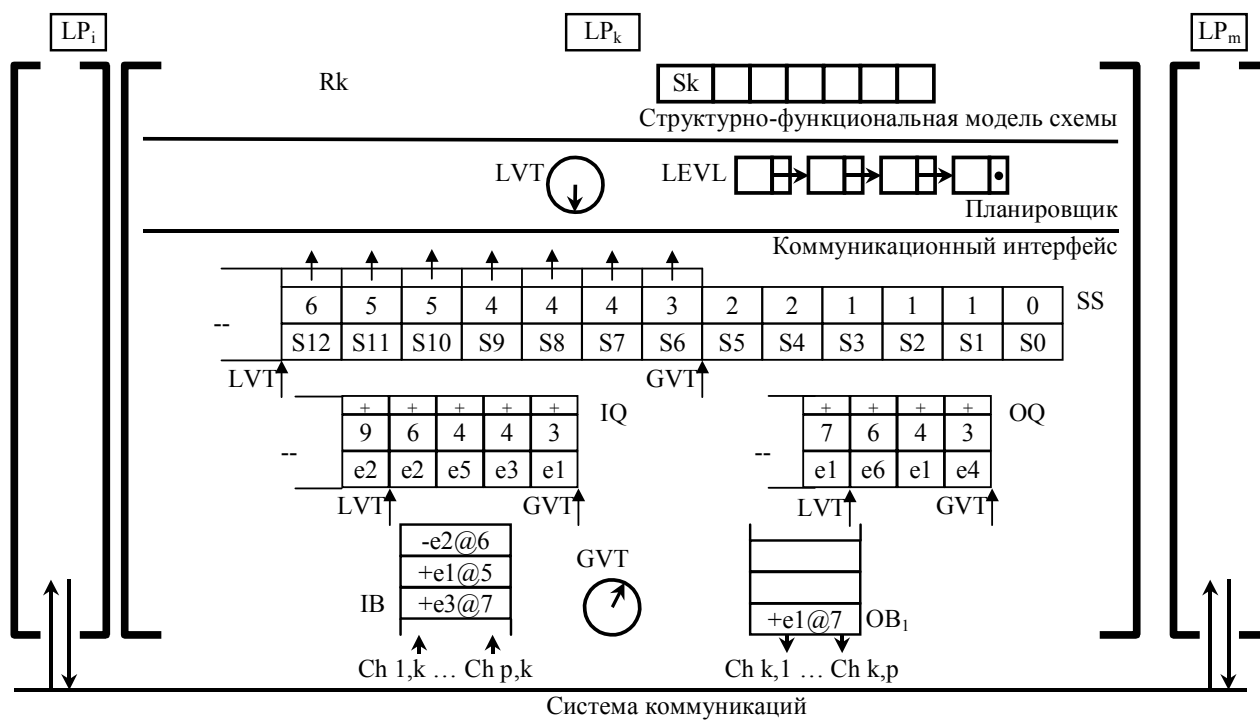 LPi LPk LPm
Rk Sk
Структурно-функциональная модель схемы
LVT LEVL
Планировщик
Коммуникационный интерфейс
6 5 5 4 4 4 3 2 2 1 1 1 0 SS
--
S12 S11 S10 S9 S8 S7 S6 S5 S4 S3 S2 S1 S0
LVT GVT
+ + + + + IQ + + + + OQ
9 6 4 4 3 7 6 4 3
-- --
e2 e2 e5 e3 e1 e1 e6 e1 e4
LVT GVT LVT GVT
-e2@6
GVT
+e1@5
IB +e3@7 +e1@7 OB1
Ch 1,k … Ch p,k Ch k,1 … Ch k,p
Система коммуникаций